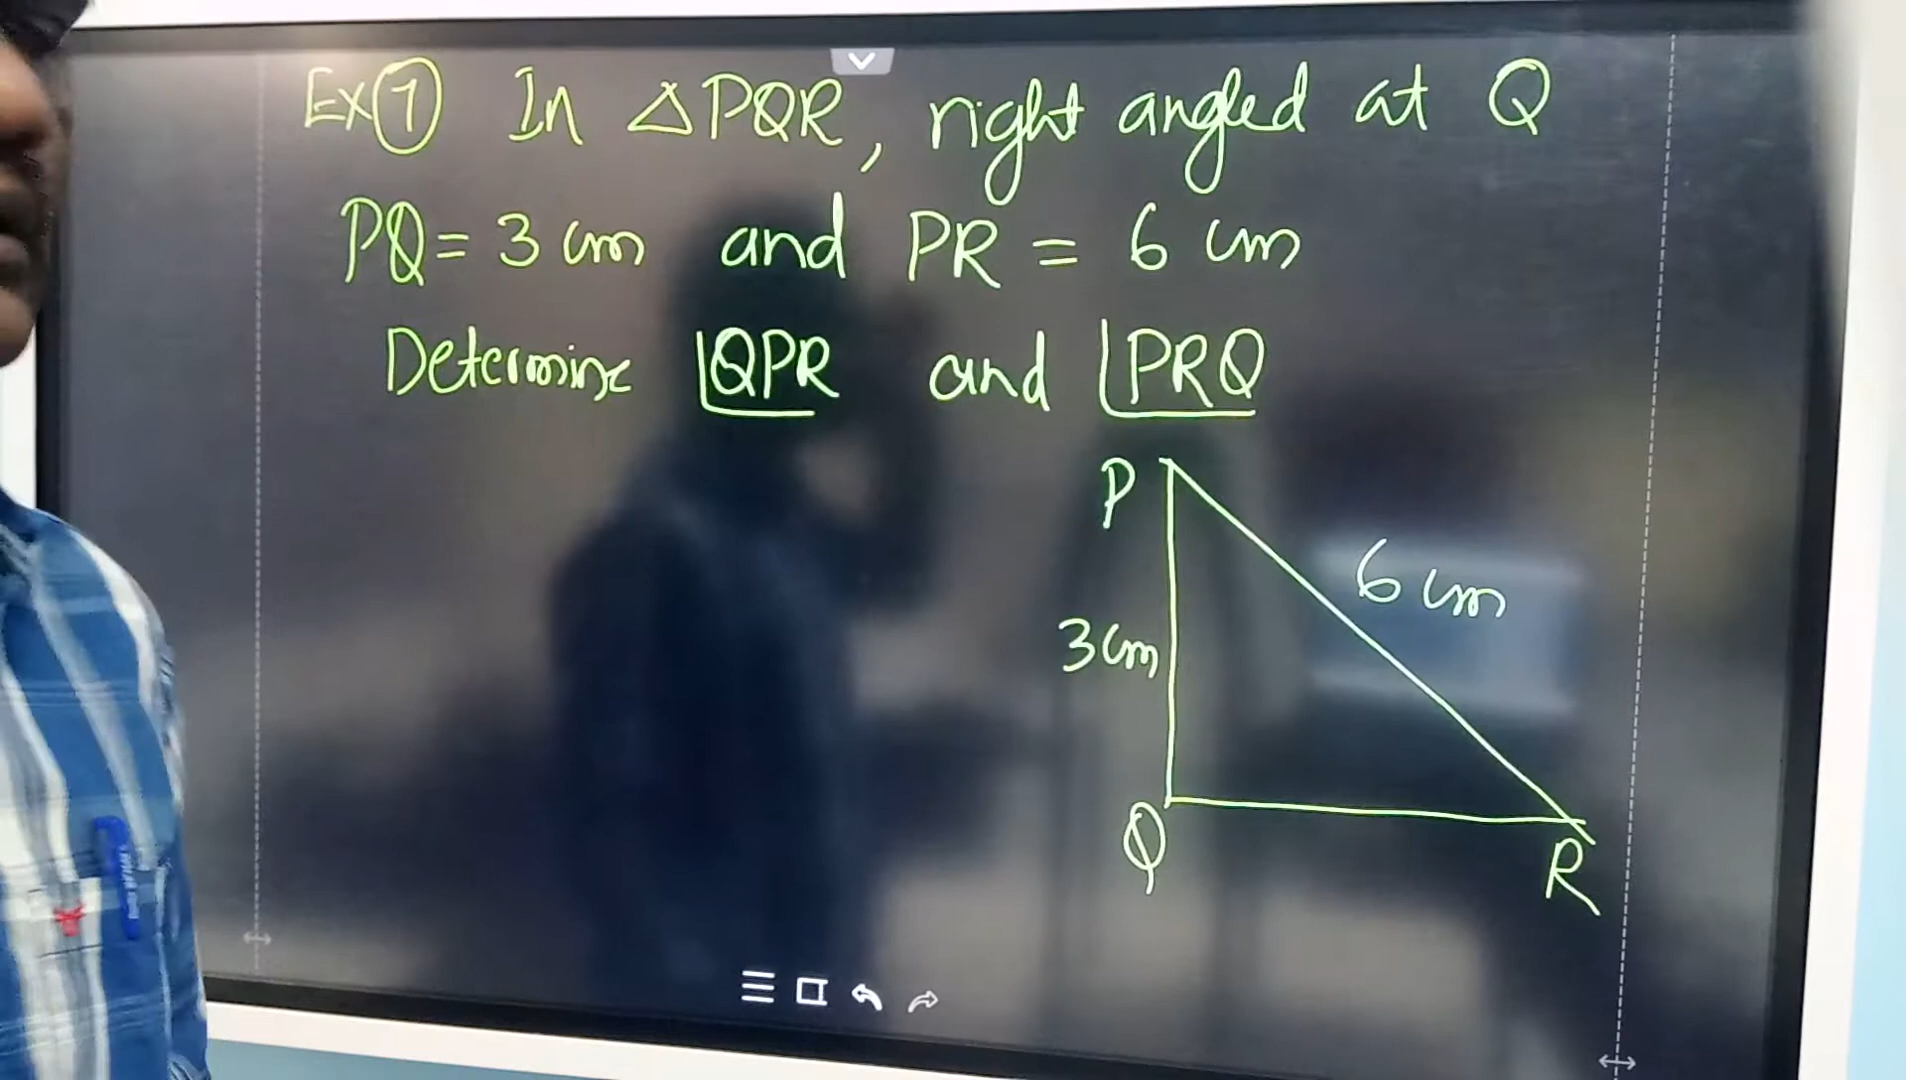 Ex ① In △PQR, right angled at Q
PQ = 3 cm and PR = 6 cm
Determine ∠QPR and ∠PRQ
P
6 cm
3 cm
Q
R